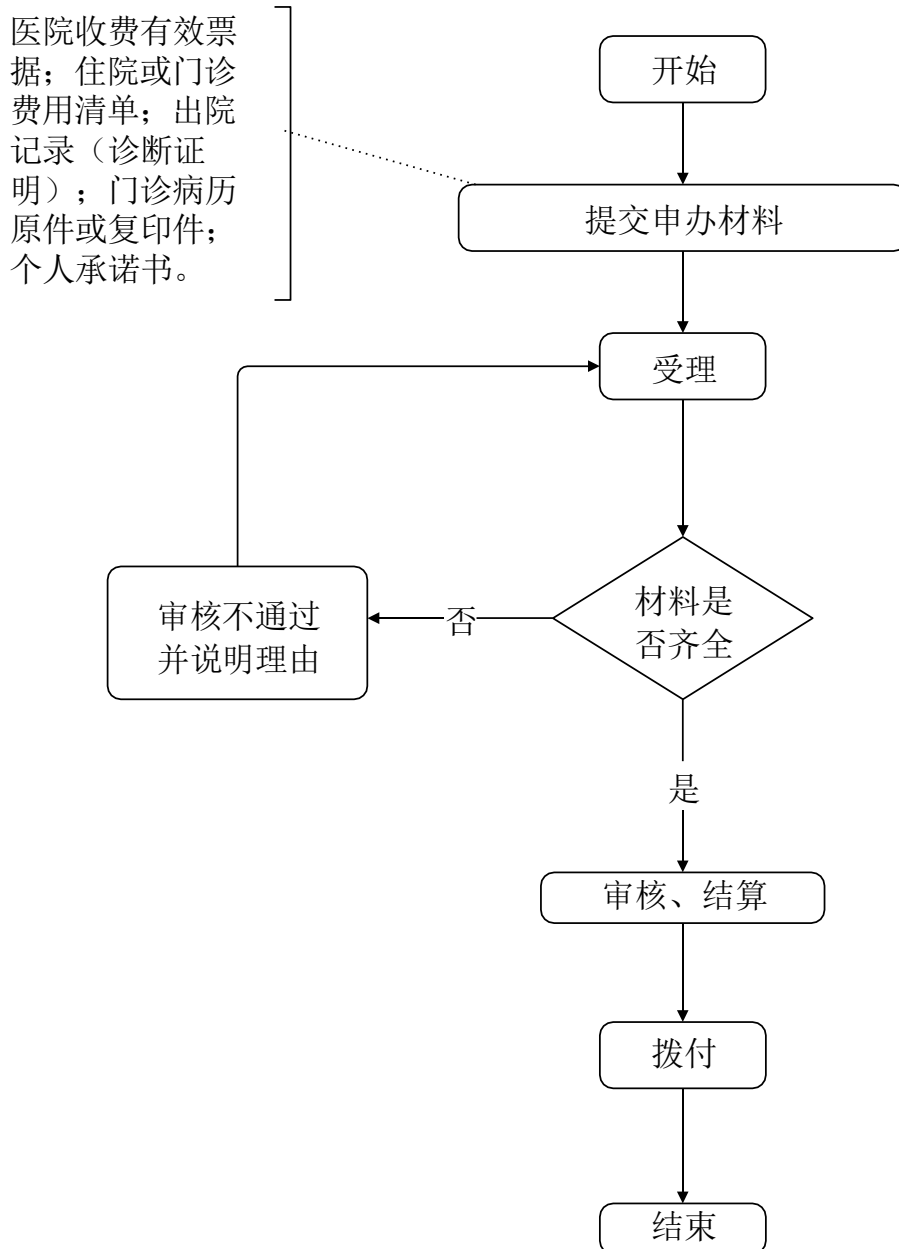 医院收费有效票
据；住院或门诊
费用清单；出院
记录（诊断证
明）；门诊病历
原件或复印件；
个人承诺书。
开始
提交申办材料
受理
材料是
否齐全
否
审核不通过
并说明理由
是
审核、结算
拨付
结束